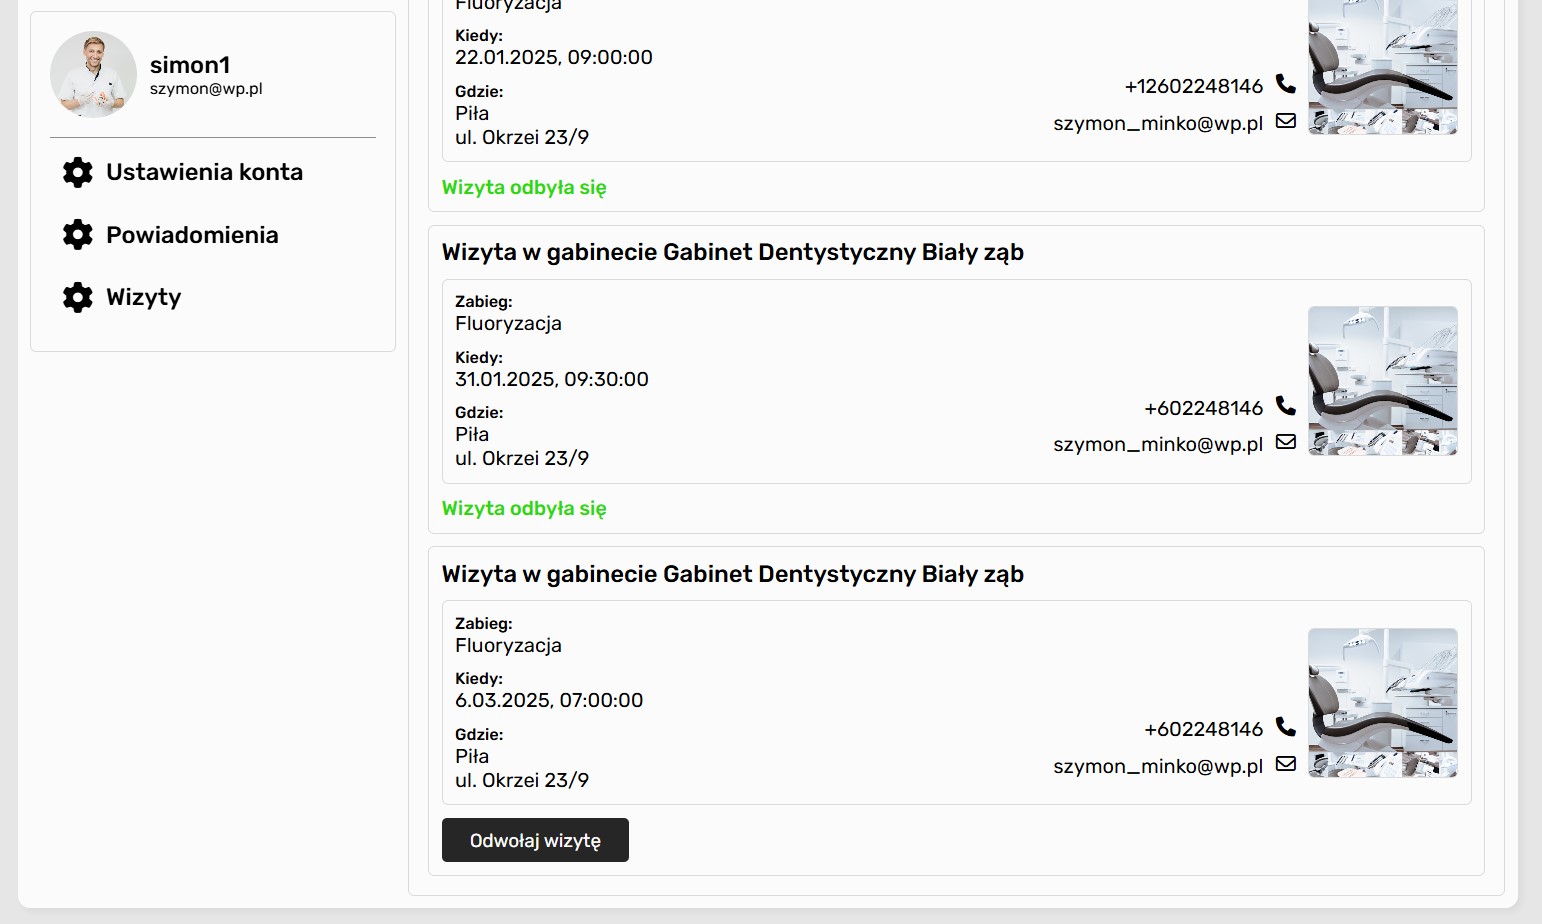 simon1
szymon@wp.pl
Ustawienia konta
Powiadomienia
Wizyty
Fluoryzacja
Kiedy:
22.01.2025, 09:00:00
Gdzie:
Piła
ul. Okrzei 23/9
+12602248146
szymon_minko@wp.pl
Wizyta odbyła się
Wizyta w gabinecie Gabinet Dentystyczny Biały ząb
Zabieg:
Fluoryzacja
Kiedy:
31.01.2025, 09:30:00
Gdzie:
Piła
ul. Okrzei 23/9
+602248146
szymon_minko@wp.pl
Wizyta odbyła się
Wizyta w gabinecie Gabinet Dentystyczny Biały ząb
Zabieg:
Fluoryzacja
Kiedy:
6.03.2025, 07:00:00
Gdzie:
Piła
ul. Okrzei 23/9
+602248146
szymon_minko@wp.pl
Odwołaj wizytę